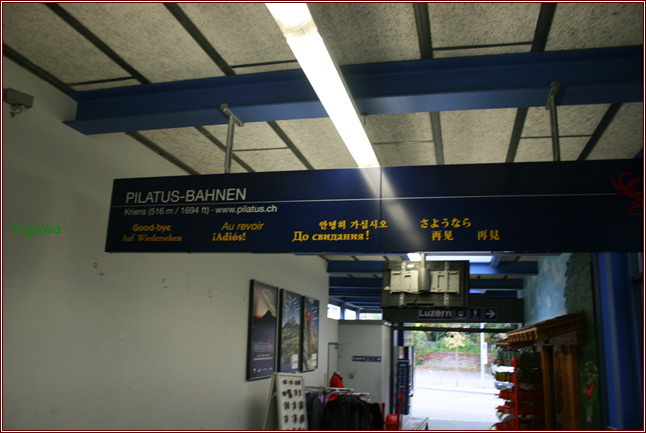 PILATUS-BAHNEN
Kriens (516 m / 1694 ft) · www.pilatus.ch
Good-bye Au revoir 안녕히 가십시오 さようなら
Auf Wiedersehen ¡Adiós! До свидания! 再見 再見
bigawa
Luzern